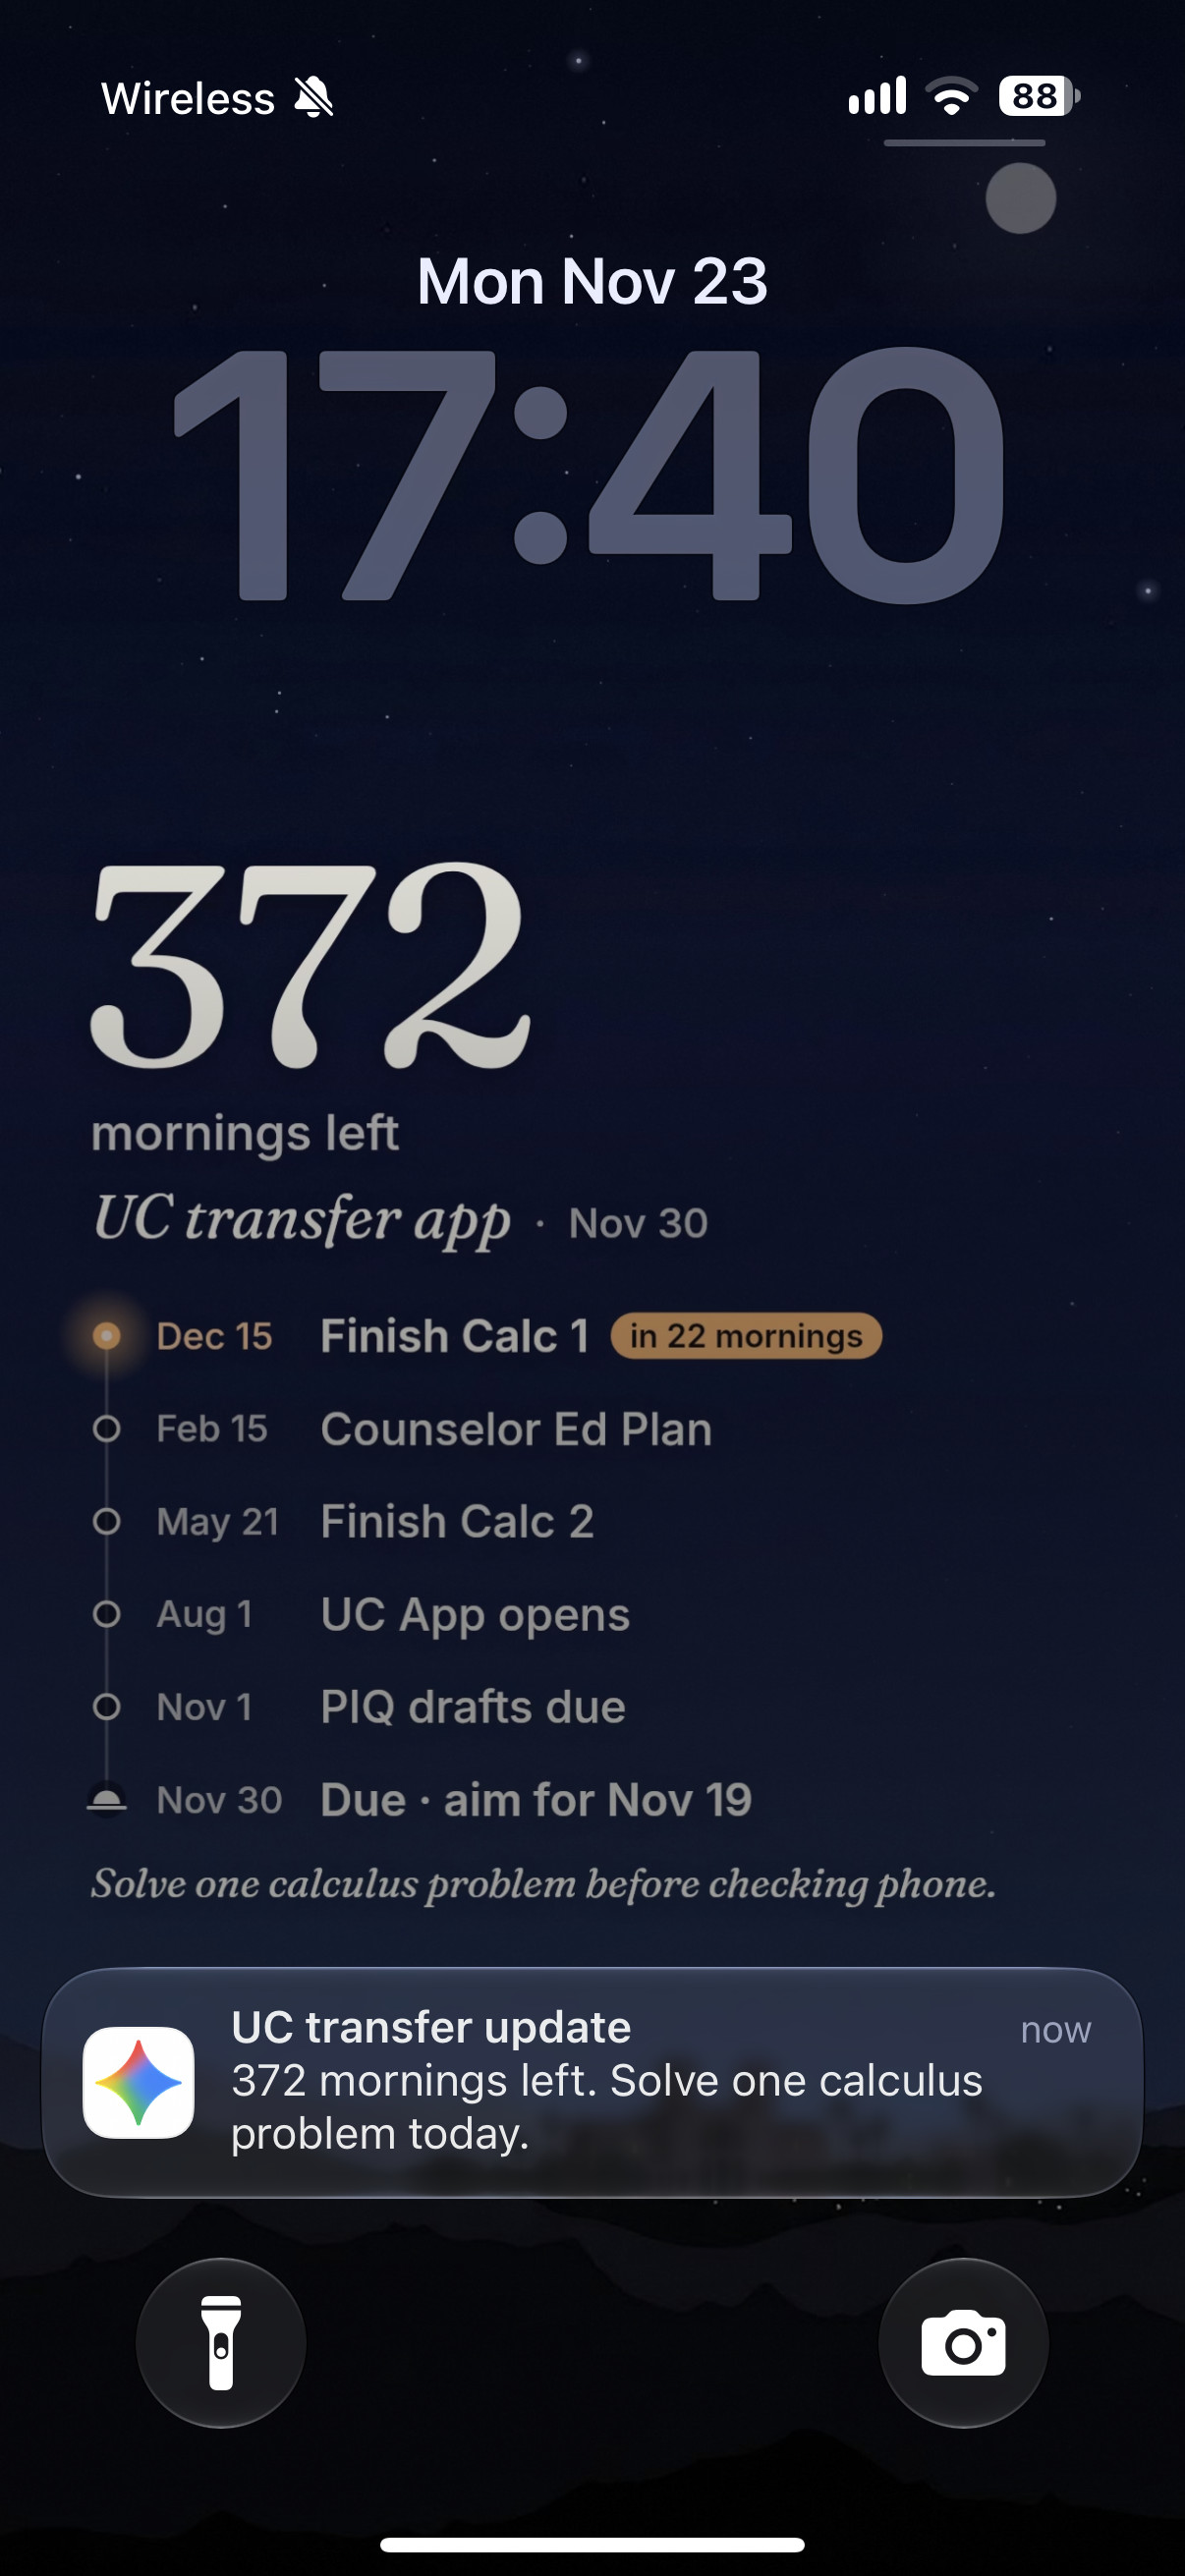 Wireless
88
Mon Nov 23
17:40
372
mornings left
UC transfer app · Nov 30
Dec 15 Finish Calc 1 in 22 mornings
Feb 15 Counselor Ed Plan
May 21 Finish Calc 2
Aug 1 UC App opens
Nov 1 PIQ drafts due
Nov 30 Due · aim for Nov 19
Solve one calculus problem before checking phone.
UC transfer update now
372 mornings left. Solve one calculus
problem today.